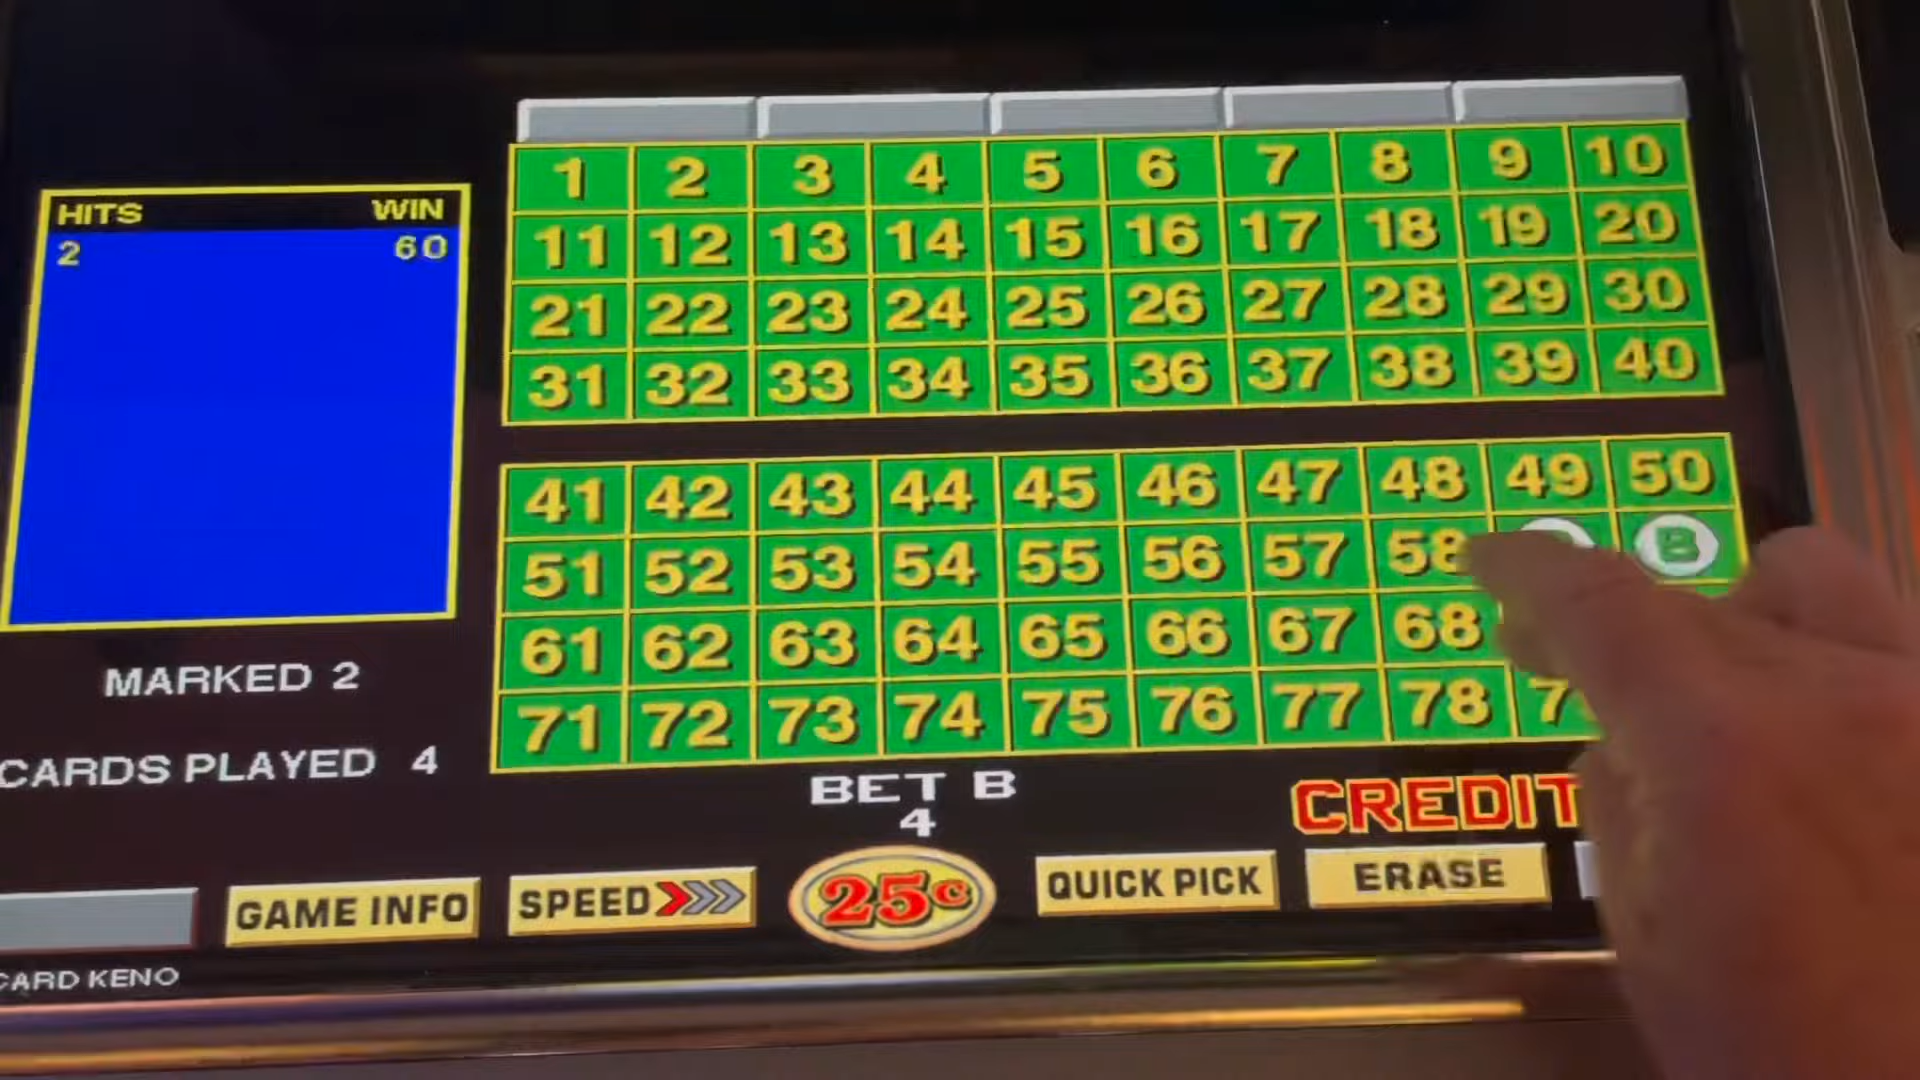 HITS WIN
2 60
1 2 3 4 5 6 7 8 9 10
11 12 13 14 15 16 17 18 19 20
21 22 23 24 25 26 27 28 29 30
31 32 33 34 35 36 37 38 39 40
41 42 43 44 45 46 47 48 49 50
51 52 53 54 55 56 57 58 B
61 62 63 64 65 66 67 68
71 72 73 74 75 76 77 78
MARKED 2
CARDS PLAYED 4
BET B
4
CREDIT
GAME INFO
SPEED
25¢
QUICK PICK
ERASE
CARD KENO